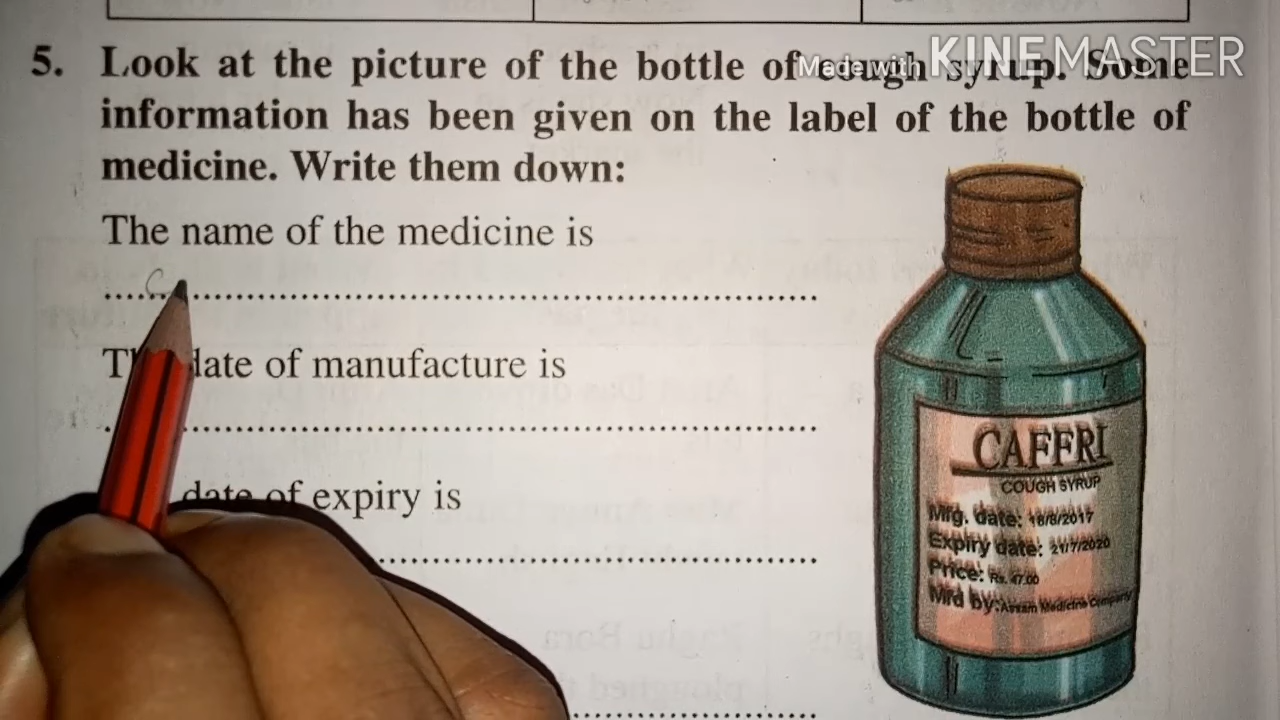 Made with KINEMASTER
5. Look at the picture of the bottle of cough syrup. Some
information has been given on the label of the bottle of
medicine. Write them down:
The name of the medicine is
C
date of manufacture is
date of expiry is
CAFFRI
COUGH SYRUP
Mfg. date: 18/8/2017
Expiry date: 21/7/2020
Price: Rs. 47.00
Mfd by: Assam Medicine Company